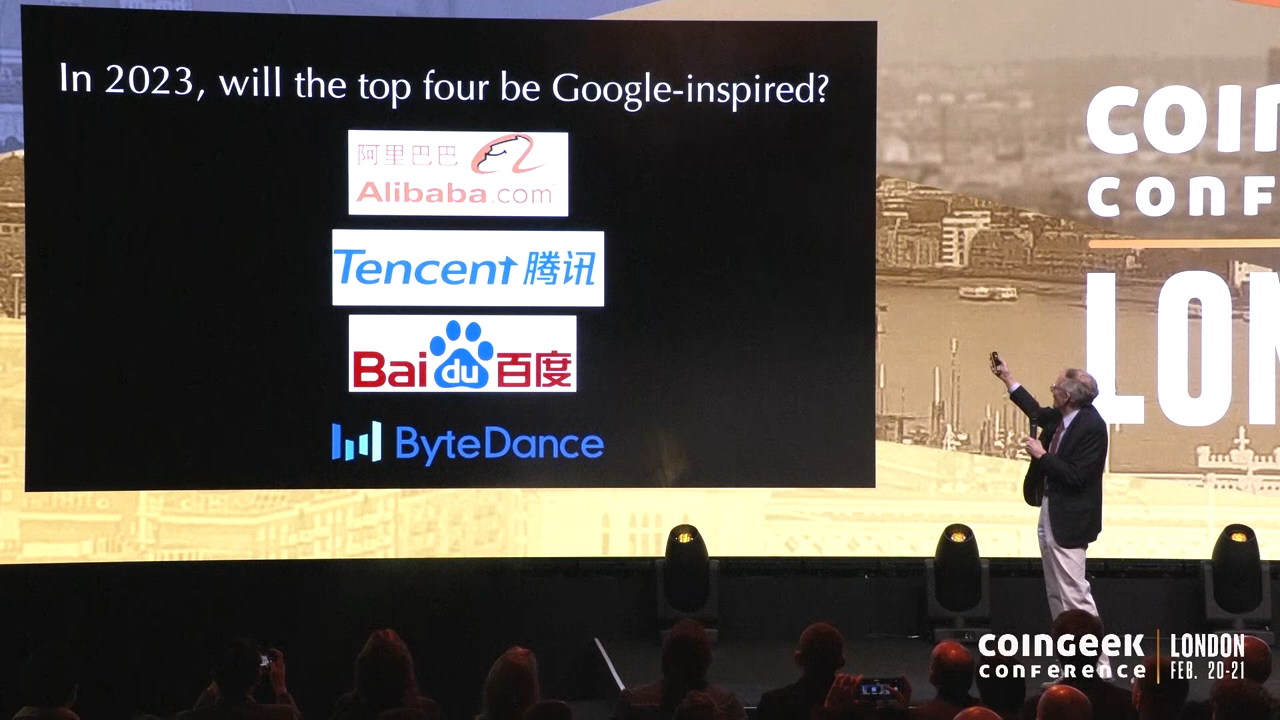 In 2023, will the top four be Google-inspired?
阿里巴巴
Alibaba.com
Tencent 腾讯
Bai du 百度
ByteDance
CONF
LON
COINGEEK
CONFERENCE
LONDON
FEB. 20-21